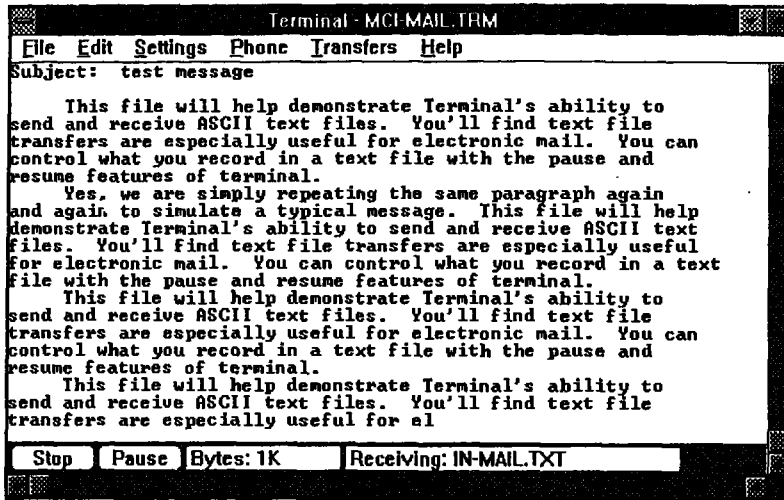 Terminal - MCI-MAIL.TRM
File Edit Settings Phone Transfers Help
Subject: test message
This file will help demonstrate Terminal's ability to
send and receive ASCII text files. You'll find text file
transfers are especially useful for electronic mail. You can
control what you record in a text file with the pause and
resume features of terminal.
Yes, we are simply repeating the same paragraph again
and again to simulate a typical message. This file will help
demonstrate Terminal's ability to send and receive ASCII text
files. You'll find text file transfers are especially useful
for electronic mail. You can control what you record in a text
file with the pause and resume features of terminal.
This file will help demonstrate Terminal's ability to
send and receive ASCII text files. You'll find text file
transfers are especially useful for electronic mail. You can
control what you record in a text file with the pause and
resume features of terminal.
This file will help demonstrate Terminal's ability to
send and receive ASCII text files. You'll find text file
transfers are especially useful for el
Stop Pause Bytes: 1K Receiving: IN-MAIL.TXT